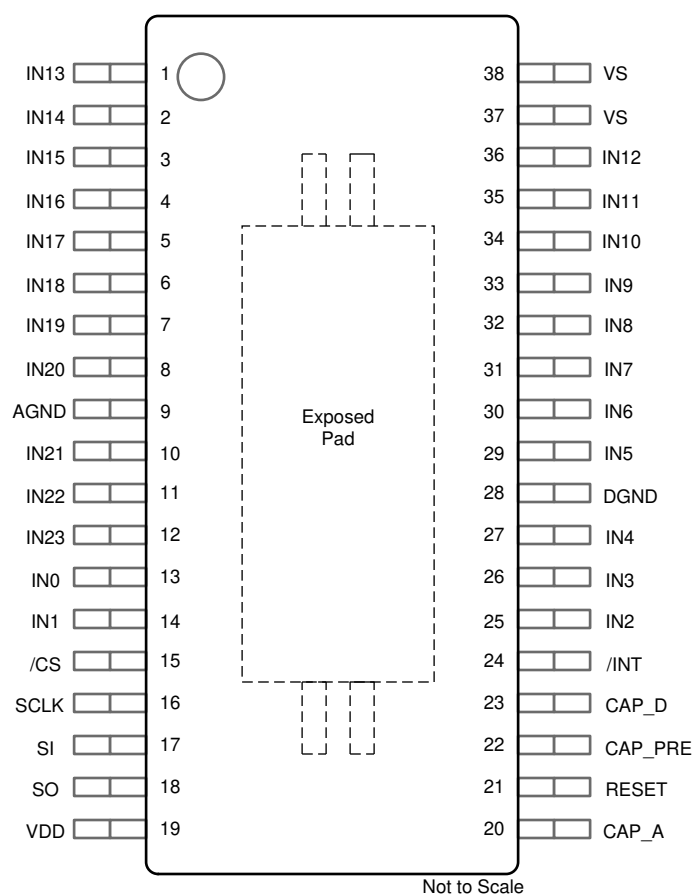 IN13 1 38 VS
IN14 2 37 VS
IN15 3 36 IN12
IN16 4 35 IN11
IN17 5 34 IN10
IN18 6 33 IN9
IN19 7 32 IN8
IN20 8 31 IN7
AGND 9 30 IN6
Exposed
Pad
IN21 10 29 IN5
IN22 11 28 DGND
IN23 12 27 IN4
IN0 13 26 IN3
IN1 14 25 IN2
/CS 15 24 /INT
SCLK 16 23 CAP_D
SI 17 22 CAP_PRE
SO 18 21 RESET
VDD 19 20 CAP_A
Not to Scale